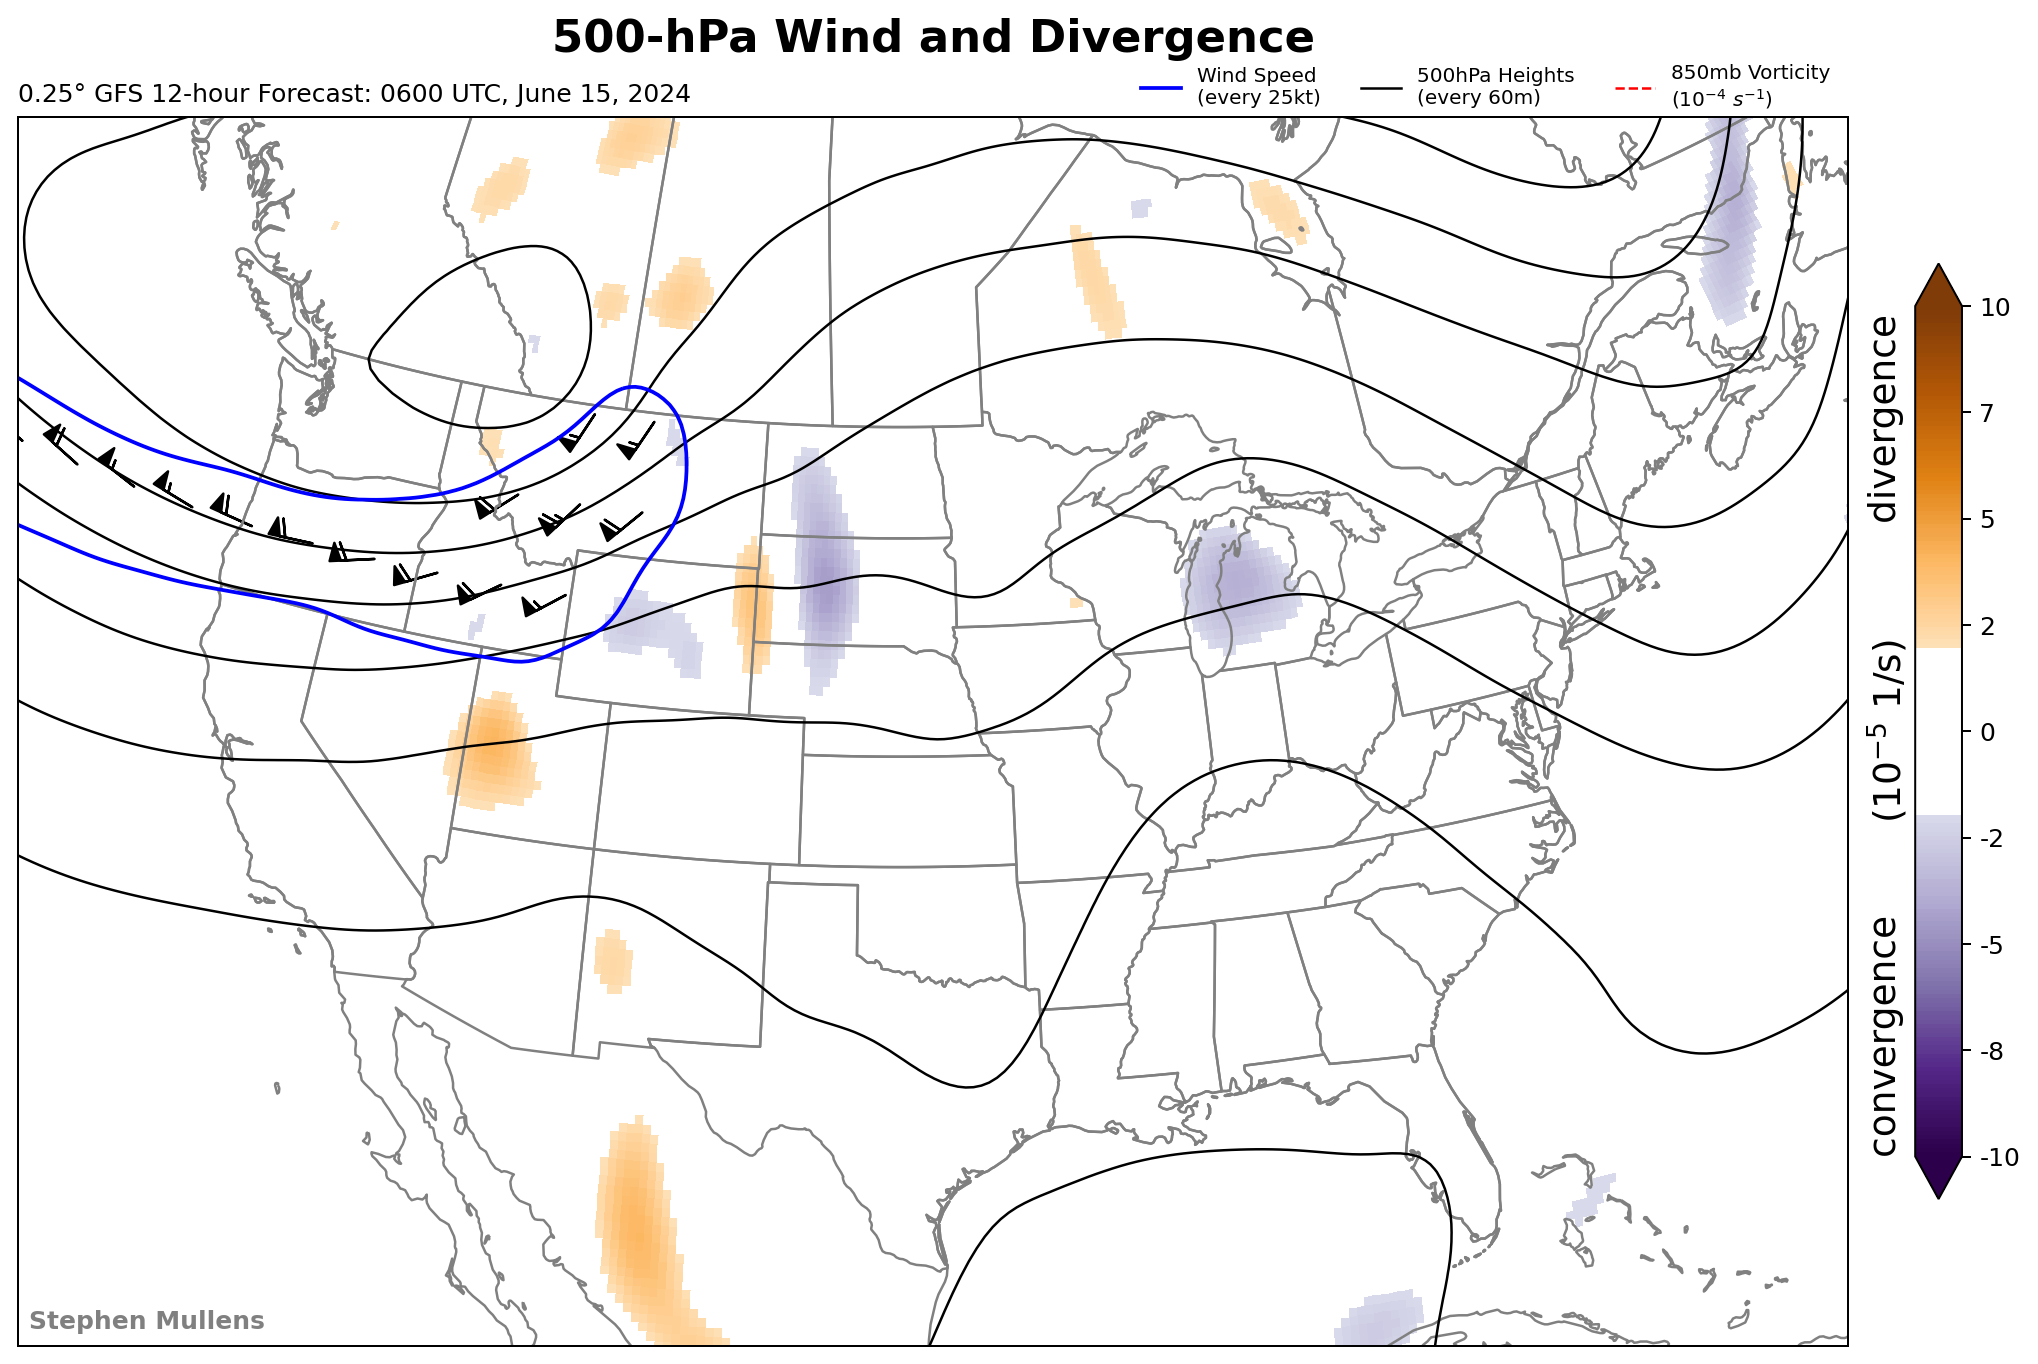 500-hPa Wind and Divergence
0.25° GFS 12-hour Forecast: 0600 UTC, June 15, 2024
Wind Speed
(every 25kt)
500hPa Heights
(every 60m)
850mb Vorticity
(10⁻⁴ s⁻¹)
10
7
5
2
0
-2
-5
-8
-10
convergence (10⁻⁵ 1/s) divergence
Stephen Mullens